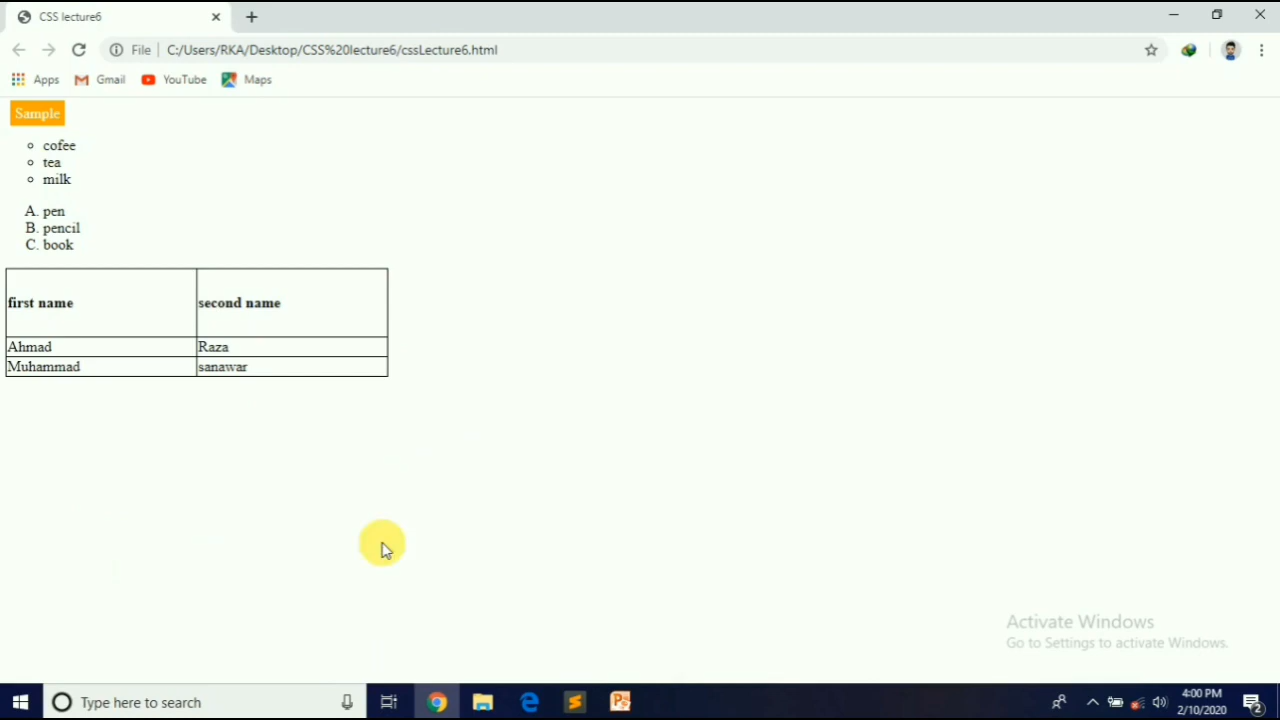 CSS lecture6
File C:/Users/RKA/Desktop/CSS%20lecture6/cssLecture6.html
Apps Gmail YouTube Maps
Sample
cofee
tea
milk
A. pen
B. pencil
C. book
first name second name
Ahmad Raza
Muhammad sanawar
Activate Windows
Go to Settings to activate Windows.
Type here to search
4:00 PM
2/10/2020
2